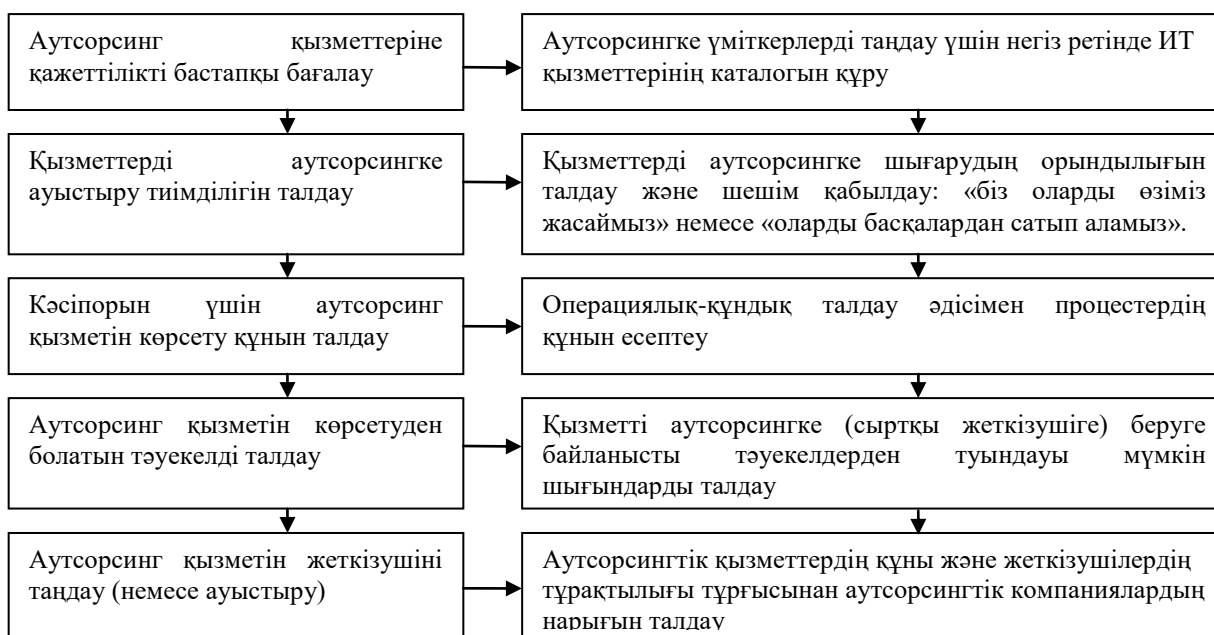 Аутсорсинг қызметтеріне
қажеттілікті бастапқы бағалау
Аутсорсингке үміткерлерді таңдау үшін негіз ретінде ИТ
қызметтерінің каталогын құру
Қызметтерді аутсорсингке
ауыстыру тиімділігін талдау
Қызметтерді аутсорсингке шығарудың орындылығын
талдау және шешім қабылдау: «біз оларды өзіміз
жасаймыз» немесе «оларды басқалардан сатып аламыз».
Кәсіпорын үшін аутсорсинг
қызметін көрсету құнын талдау
Операциялық-құндық талдау әдісімен процестердің
құнын есептеу
Аутсорсинг қызметін көрсетуден
болатын тәуекелді талдау
Қызметті аутсорсингке (сыртқы жеткізушіге) беруге
байланысты тәуекелдерден туындауы мүмкін
шығындарды талдау
Аутсорсинг қызметін жеткізушіні
таңдау (немесе ауыстыру)
Аутсорсингтік қызметтердің құны және жеткізушілердің
тұрақтылығы тұрғысынан аутсорсингтік компаниялардың
нарығын талдау